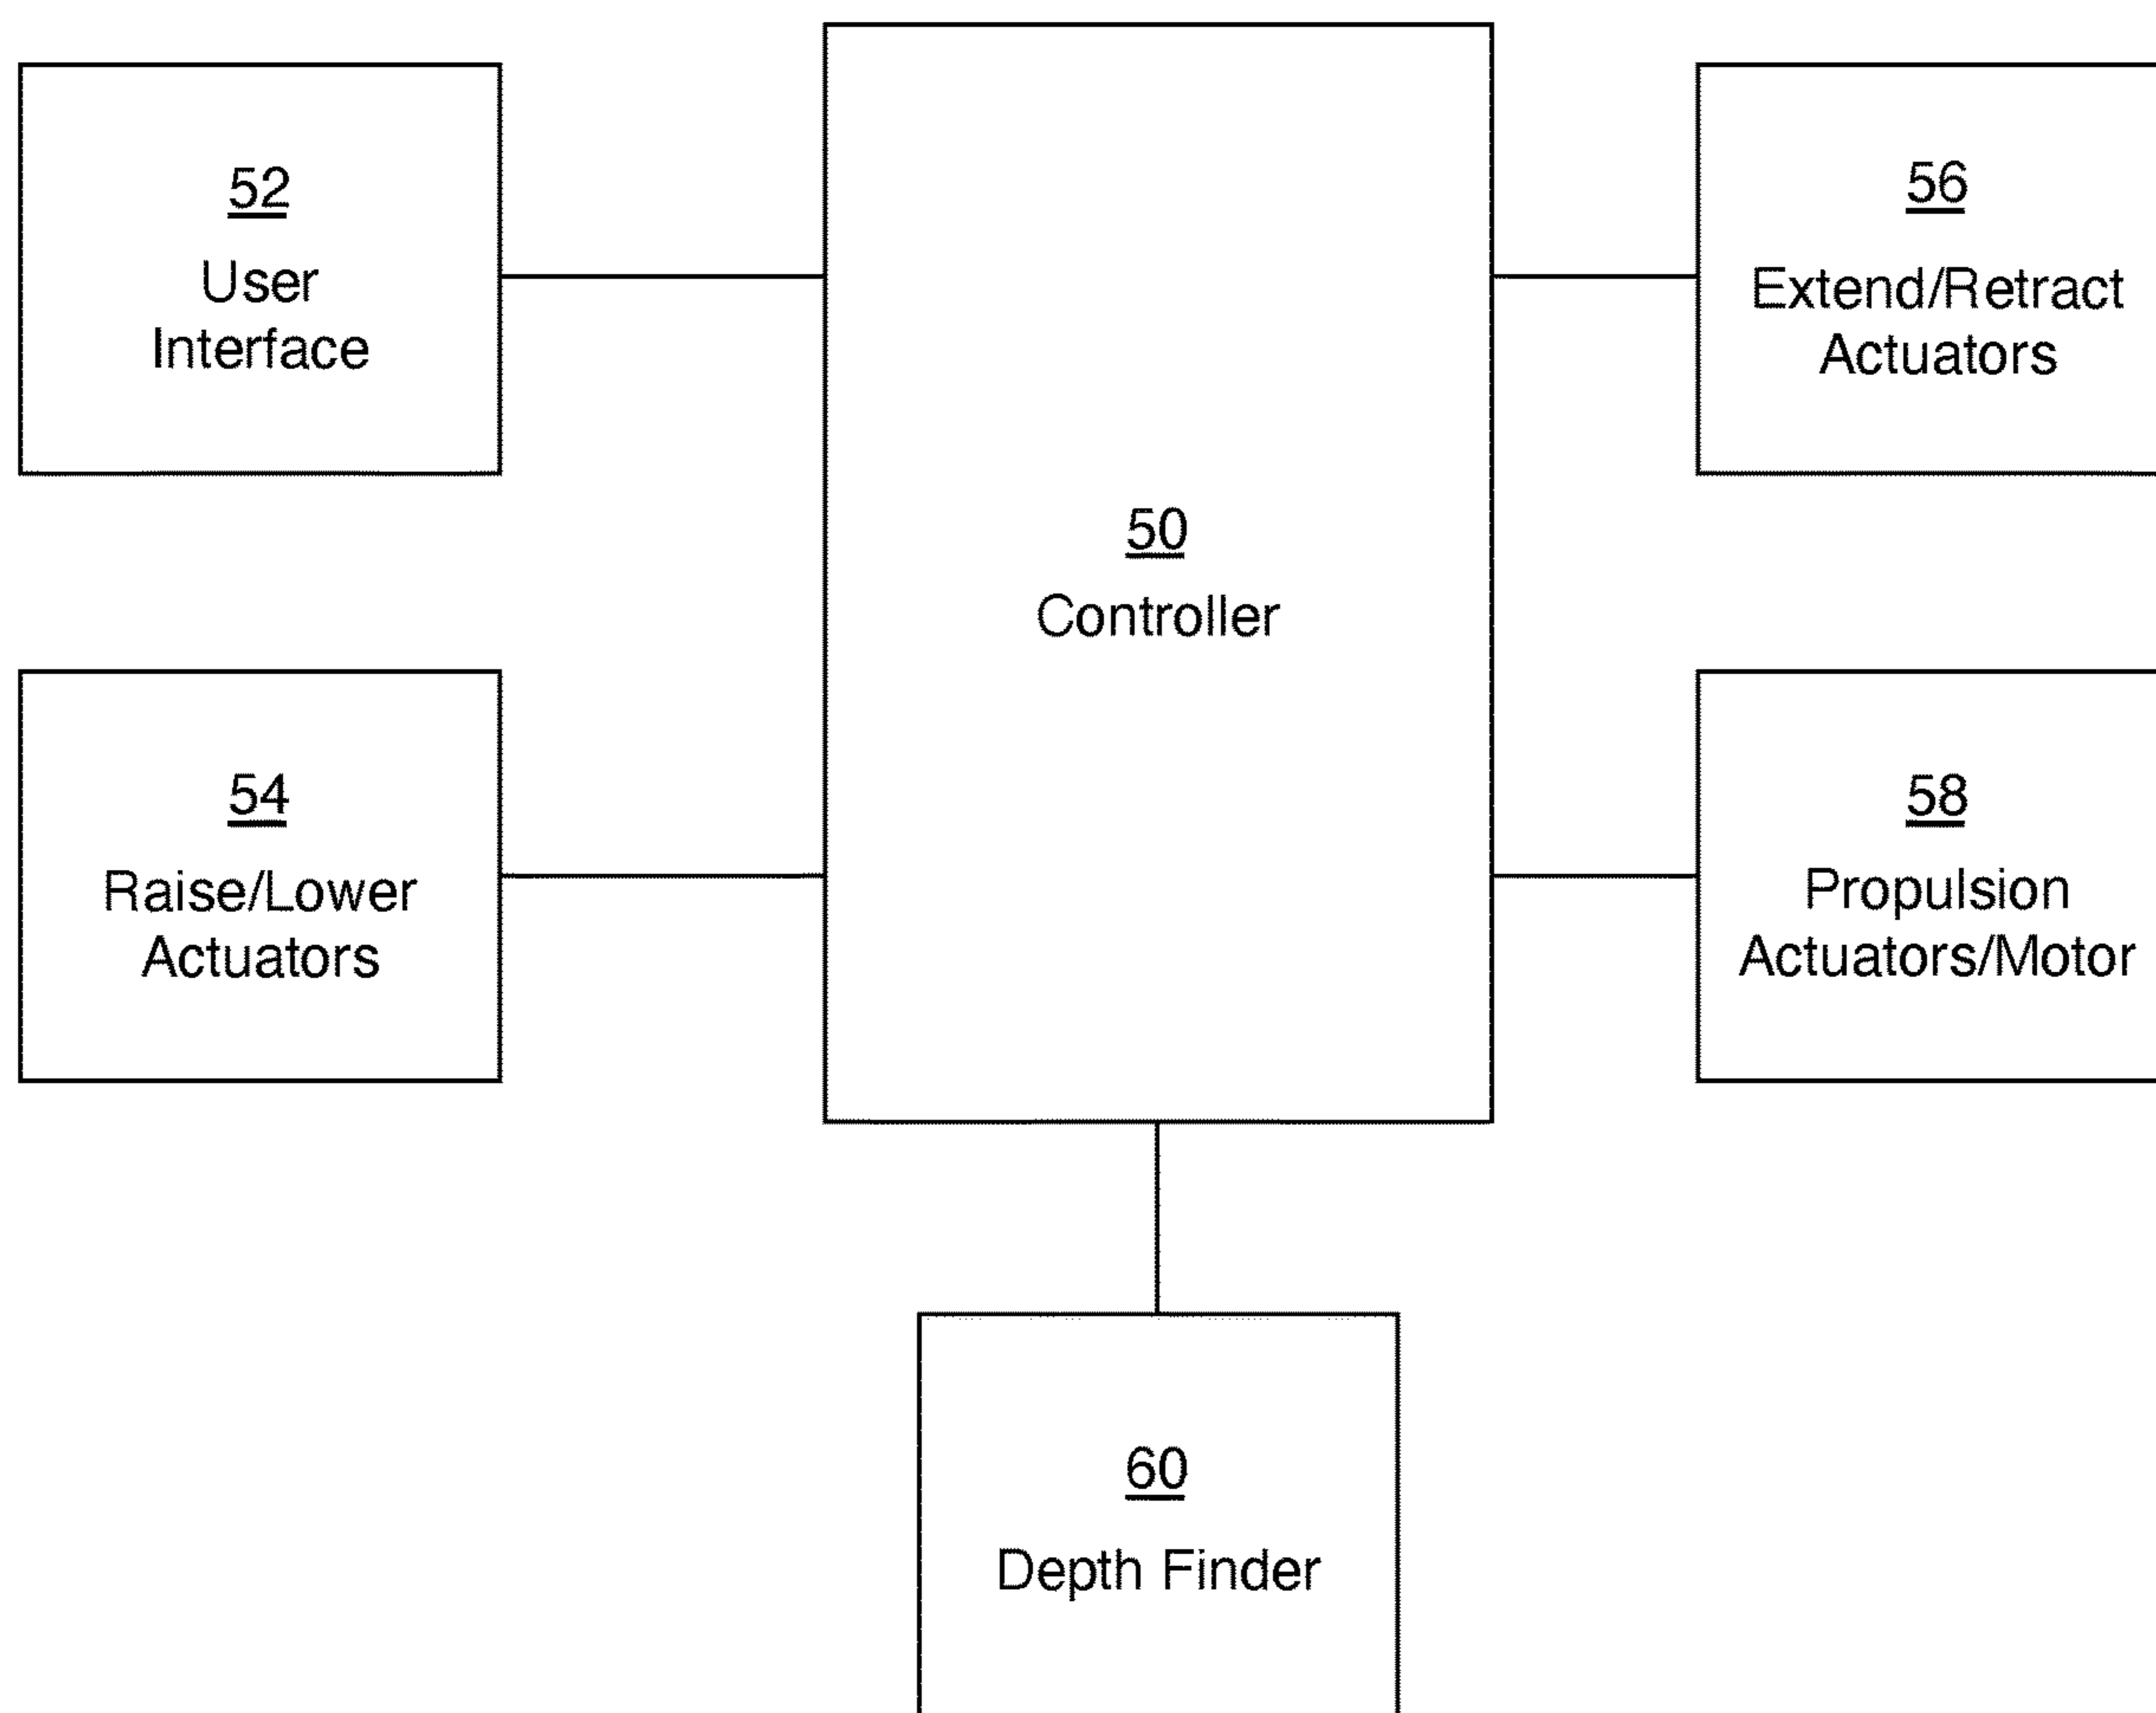 52
User
Interface
50
Controller
56
Extend/Retract
Actuators
54
Raise/Lower
Actuators
58
Propulsion
Actuators/Motor
60
Depth Finder